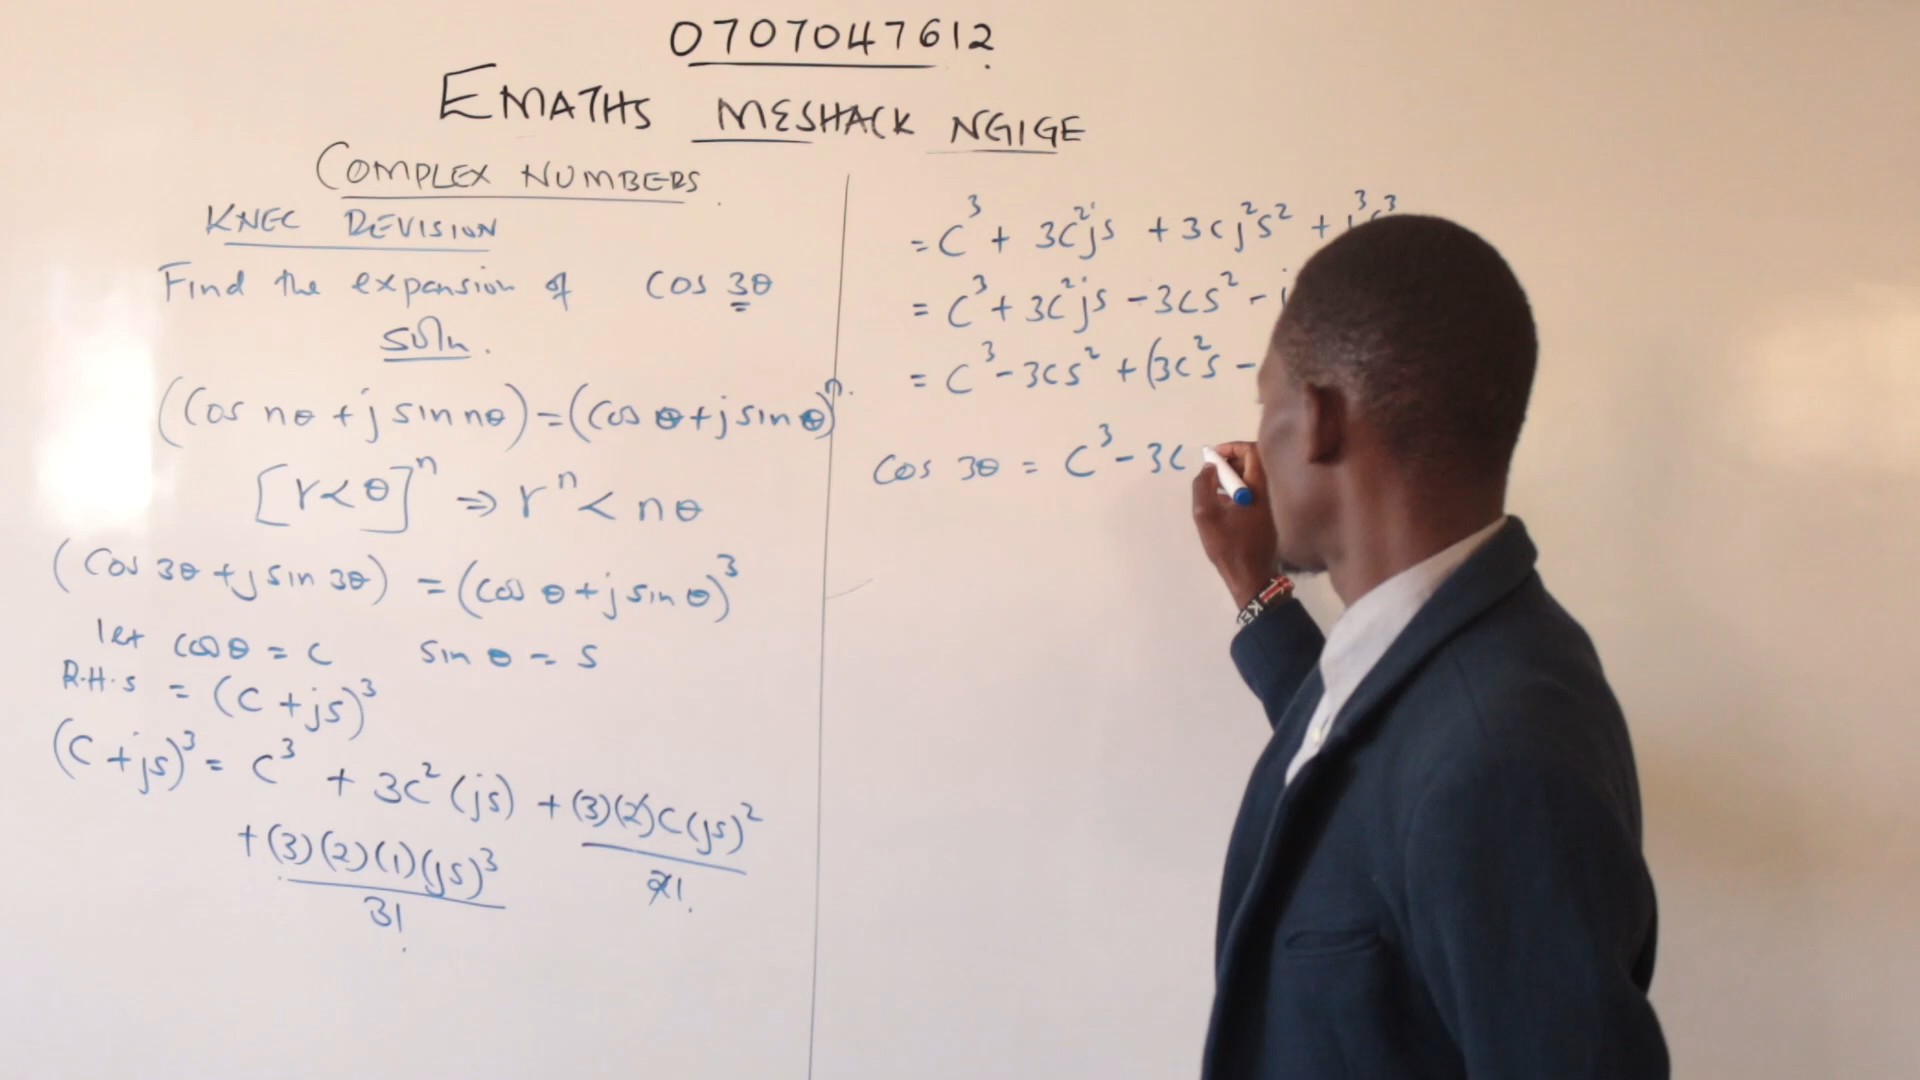 0707047612
EMATHS MESHACK NGIGE
COMPLEX NUMBERS
KNEC REVISION
Find the expansion of cos 3θ
soln.
(Cos nθ + j sin nθ) = (Cos θ + j sin θ)ⁿ.
[r < θ]ⁿ ⇒ rⁿ < nθ
(Cos 3θ + j sin 3θ) = (cos θ + j sin θ)³
let cos θ = c sin θ = s
R.H.S = (C + js)³
(C + js)³ = C³ + 3C²(js) + (3)(2)C(js)²
2!.
+ (3)(2)(1)(js)³
3!
= C³ + 3C²js + 3cj²s² + j³s³
= C³ + 3C²js - 3cs² - j
= C³ - 3cs² + (3c²s -
Cos 3θ = C³ - 3c